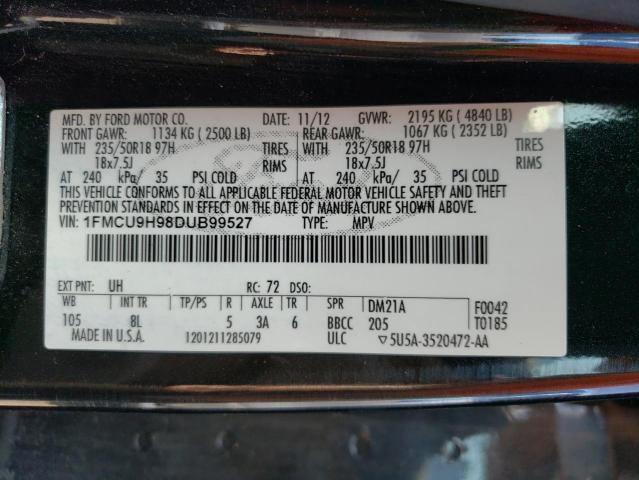 MFD. BY FORD MOTOR CO. DATE: 11/12 GVWR: 2195 KG ( 4840 LB)
FRONT GAWR: 1134 KG ( 2500 LB) REAR GAWR: 1067 KG ( 2352 LB)
WITH 235/50R18 97H TIRES WITH 235/50R18 97H TIRES
18x7.5J RIMS 18x7.5J RIMS
AT 240 kPa/ 35 PSI COLD AT 240 kPa/ 35 PSI COLD
THIS VEHICLE CONFORMS TO ALL APPLICABLE FEDERAL MOTOR VEHICLE SAFETY AND THEFT
PREVENTION STANDARDS IN EFFECT ON THE DATE OF MANUFACTURE SHOWN ABOVE.
VIN: 1FMCU9H98DUB99527 TYPE: MPV
EXT PNT: UH RC: 72 DSO:
WB INT TR TP/PS R AXLE TR SPR DM21A F0042
105 8L 5 3A 6 BBCC 205 T0185
MADE IN U.S.A. 1201211285079 ULC ▽5U5A-3520472-AA